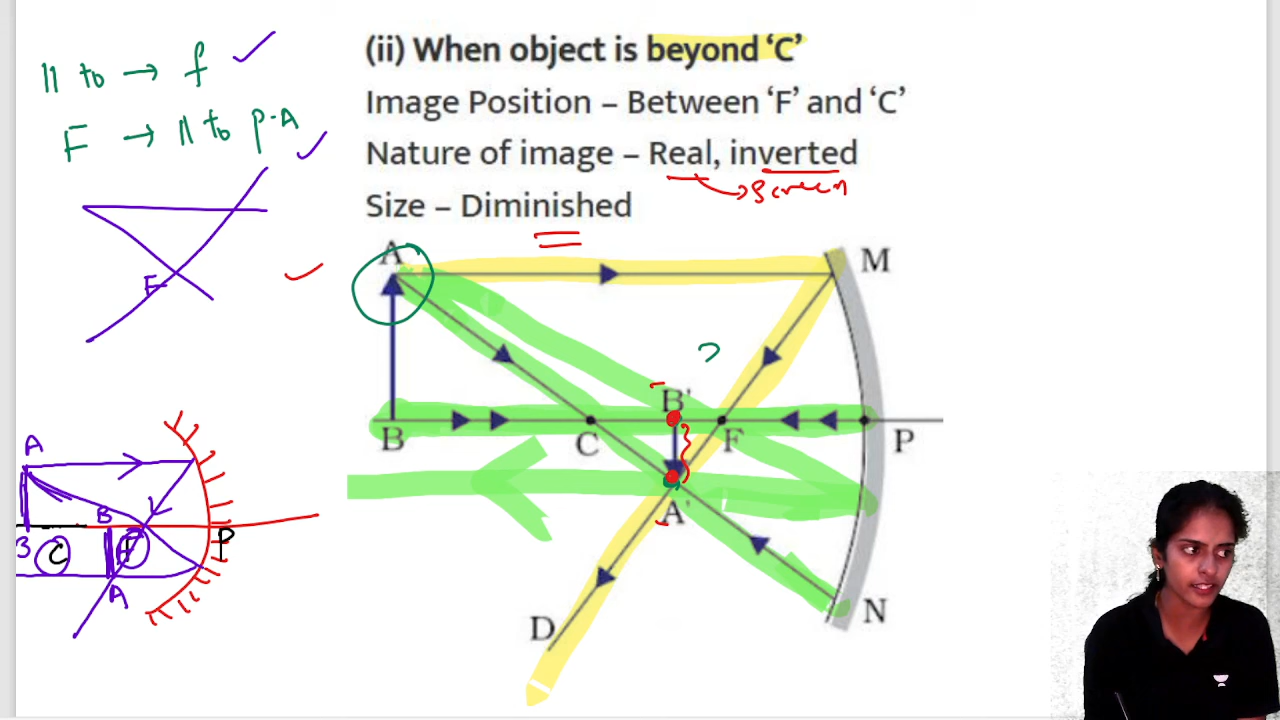 (ii) When object is beyond ‘C’
Image Position – Between ‘F’ and ‘C’
Nature of image – Real, inverted
Size – Diminished
screen
|| to → f
F → || to p.A
F
A
M
B
C
B'
F
P
A'
D
N
A
B
B
C
F
P
A